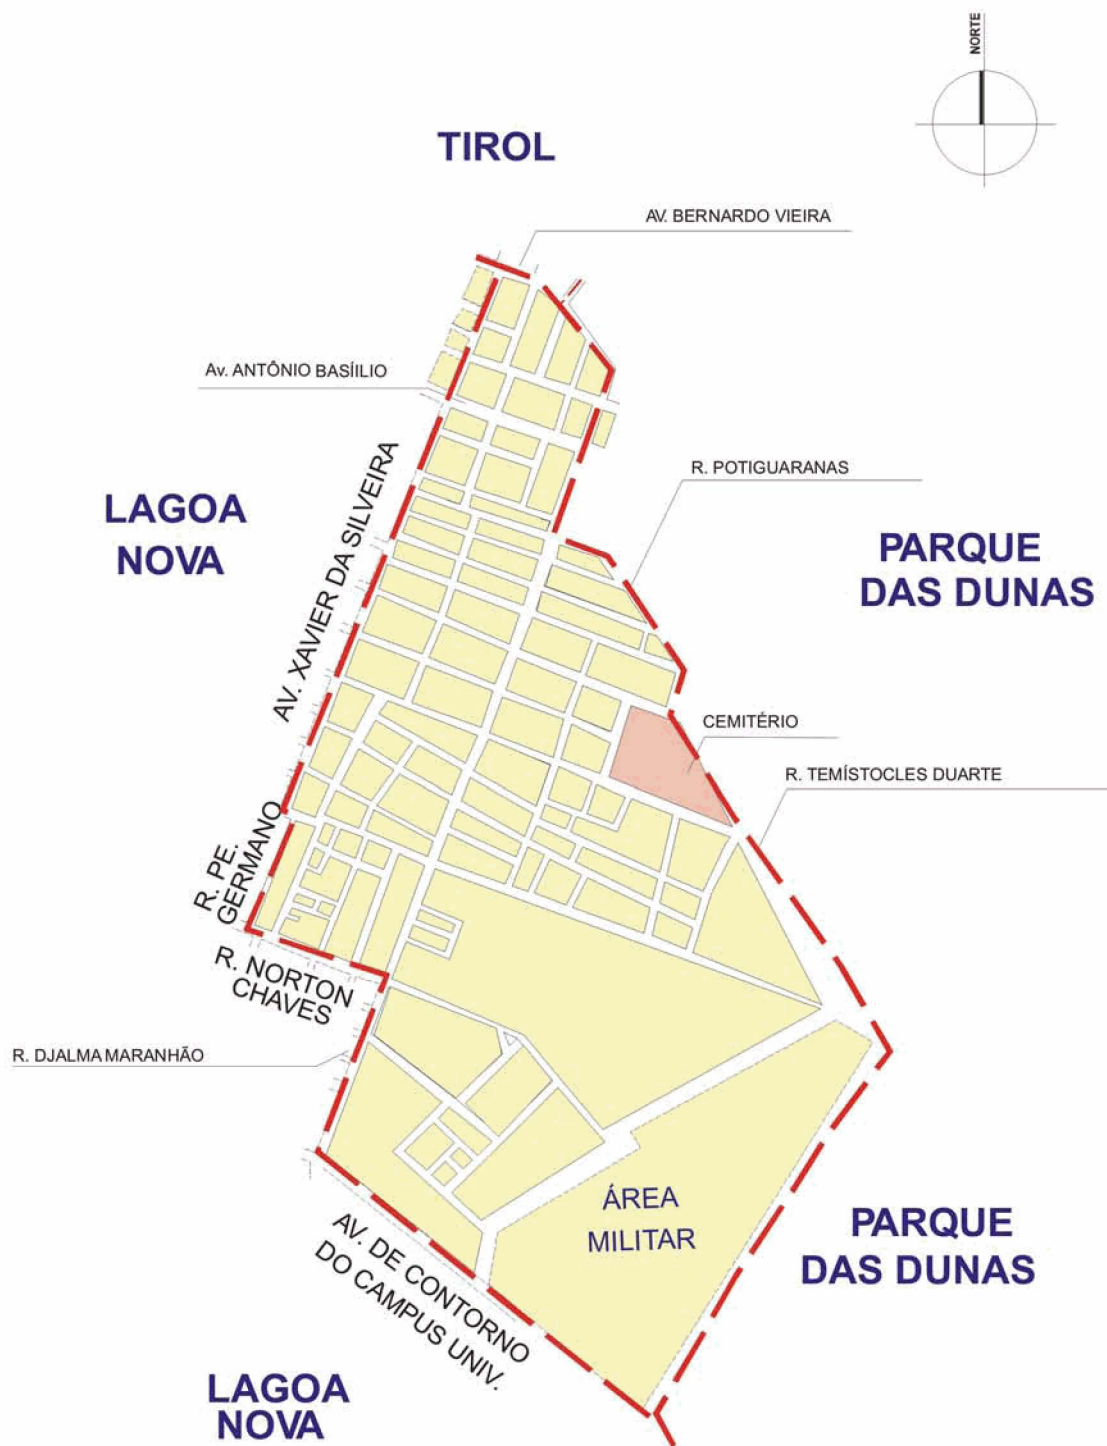 NORTE
TIROL
AV. BERNARDO VIEIRA
Av. ANTÔNIO BASÍILIO
R. POTIGUARANAS
LAGOA
NOVA
AV. XAVIER DA SILVEIRA
PARQUE
DAS DUNAS
CEMITÉRIO
R. TEMÍSTOCLES DUARTE
R. PE.
GERMANO
R. NORTON
CHAVES
R. DJALMA MARANHÃO
ÁREA
MILITAR
PARQUE
DAS DUNAS
AV. DE CONTORNO
DO CAMPUS UNIV.
LAGOA
NOVA